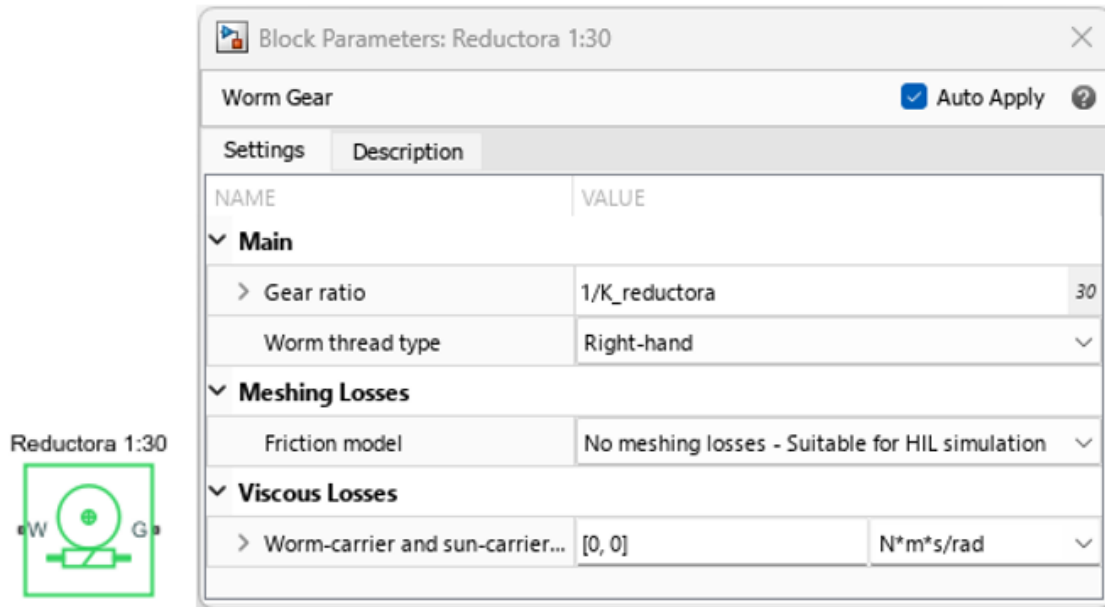 Block Parameters: Reductora 1:30
Worm Gear
Auto Apply
Settings Description
NAME VALUE
Main
Gear ratio 1/K_reductora 30
Worm thread type Right-hand
Meshing Losses
Friction model No meshing losses - Suitable for HIL simulation
Viscous Losses
Worm-carrier and sun-carrier... [0, 0] N*m*s/rad
Reductora 1:30
W G